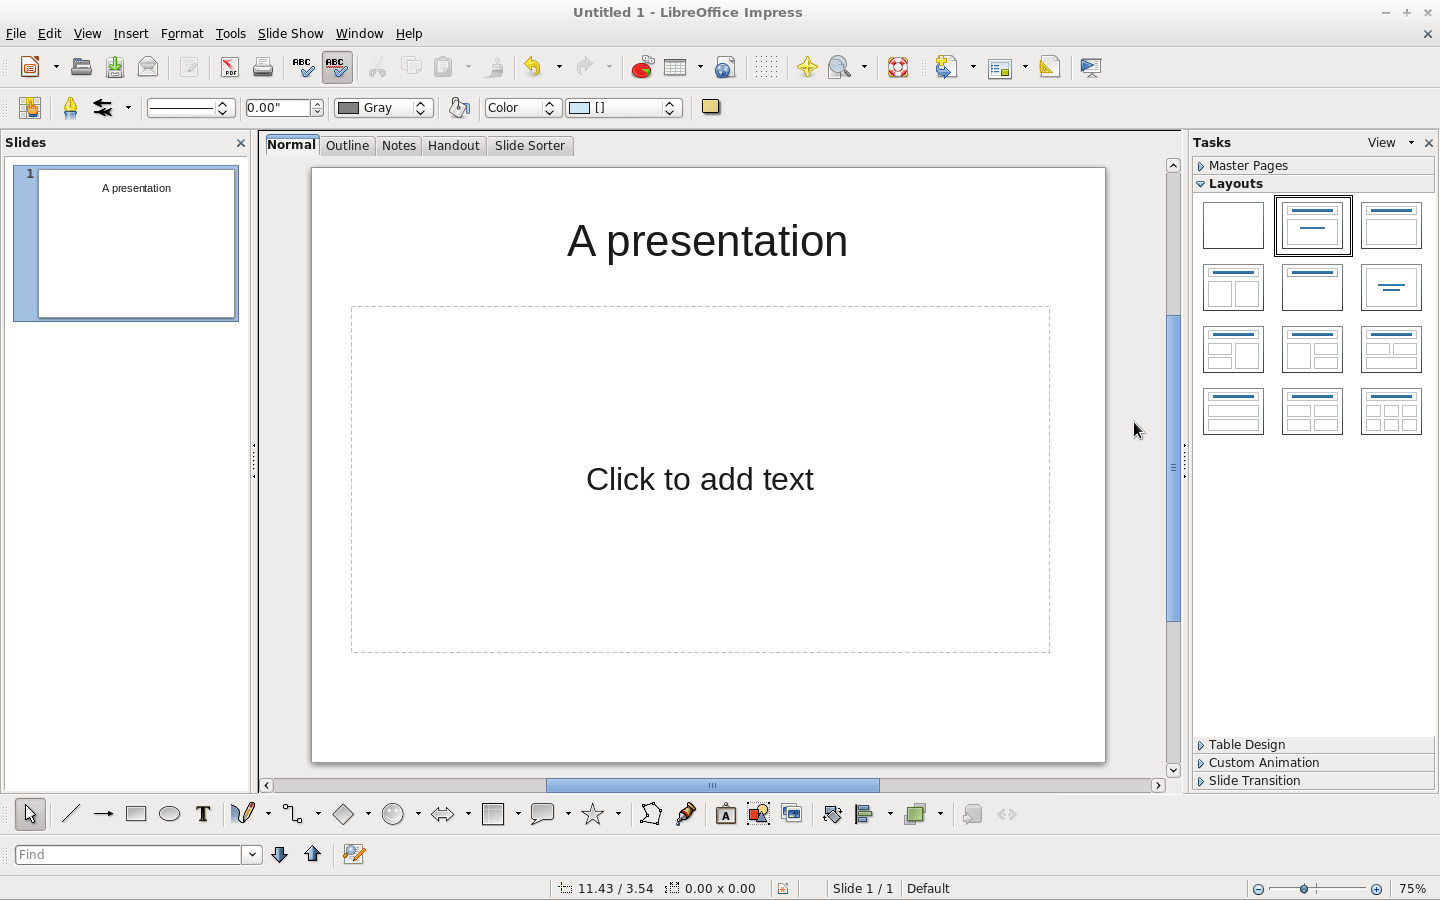 Untitled 1 - LibreOffice Impress
File Edit View Insert Format Tools Slide Show Window Help
0.00" Gray Color []
Slides
Normal Outline Notes Handout Slide Sorter
Tasks View
Master Pages
Layouts
1
A presentation
A presentation
Click to add text
Table Design
Custom Animation
Slide Transition
Find
11.43 / 3.54 0.00 x 0.00 Slide 1 / 1 Default 75%